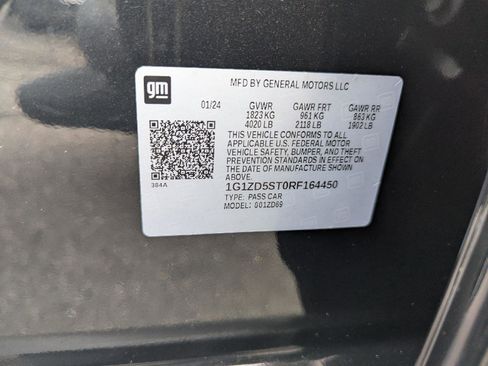 gm
MFD BY GENERAL MOTORS LLC
01/24 GVWR GAWR FRT GAWR RR
1823 KG 961 KG 863 KG
4020 LB 2118 LB 1902 LB
THIS VEHICLE CONFORMS TO ALL
APPLICABLE U.S. FEDERAL MOTOR
VEHICLE SAFETY, BUMPER, AND THEFT
PREVENTION STANDARDS IN EFFECT ON
THE DATE OF MANUFACTURE SHOWN ABOVE.
384A
1G1ZD5ST0RF164450
TYPE: PASS CAR
MODEL: 001ZD69